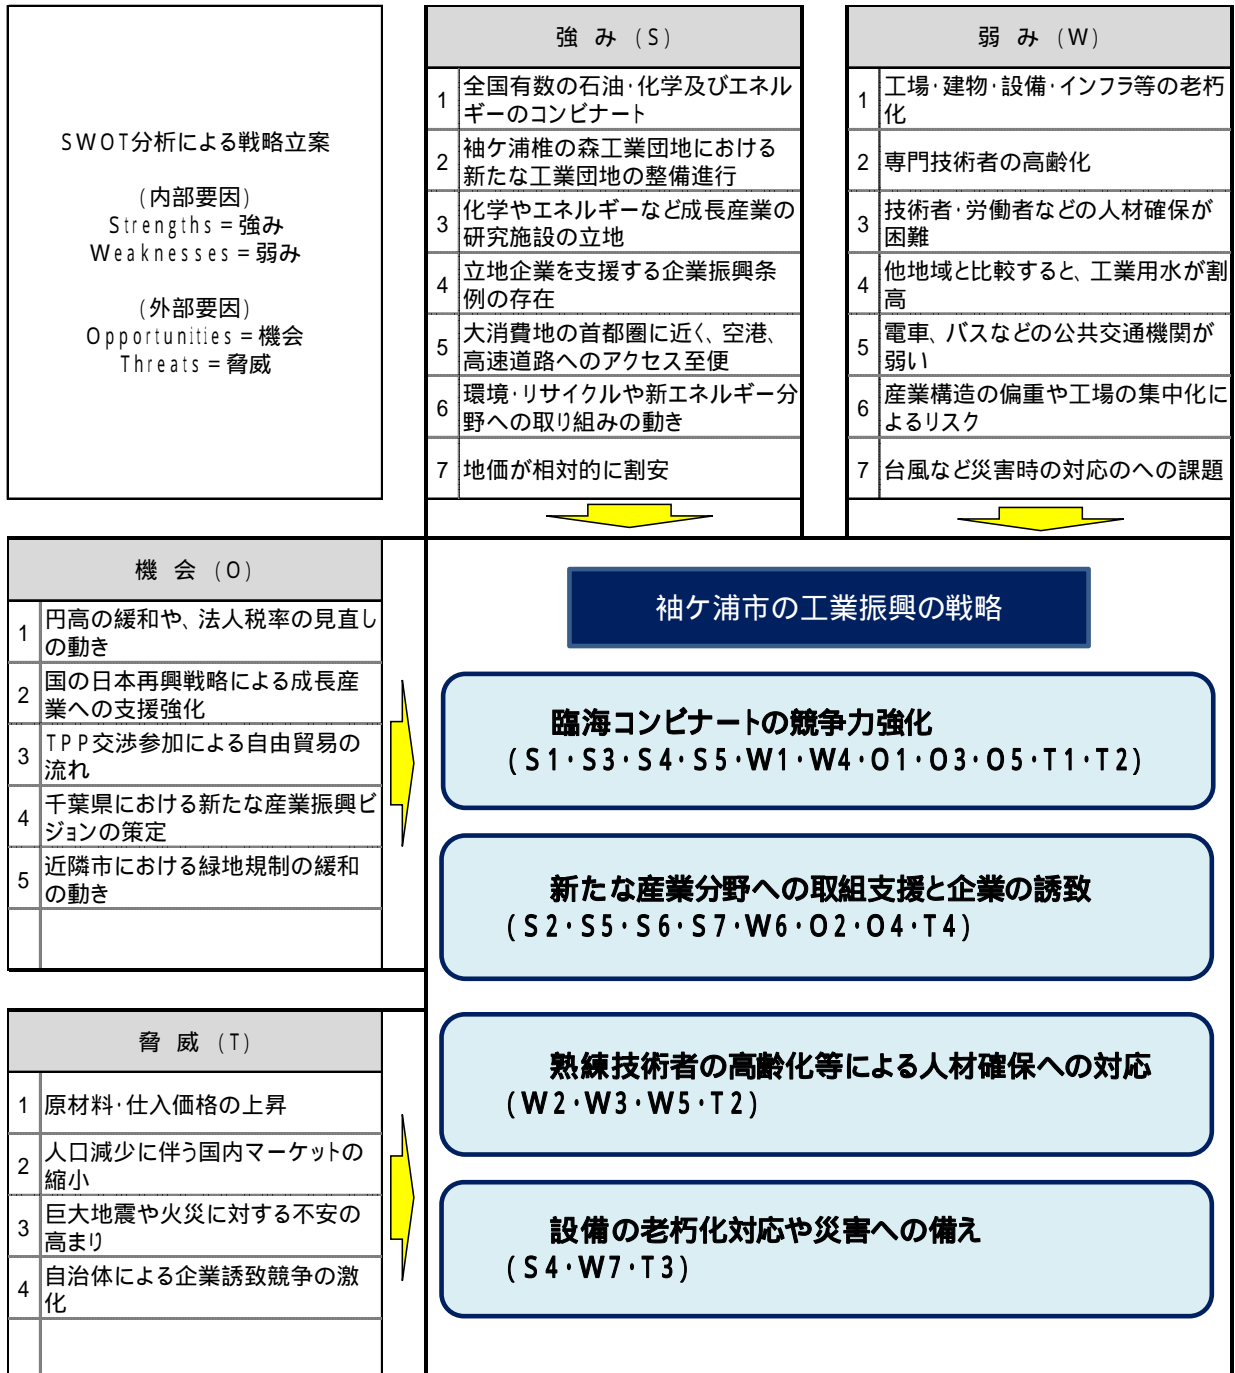 SWOT分析による戦略立案
(内部要因)
Strengths=強み
Weaknesses=弱み
(外部要因)
Opportunities=機会
Threats=脅威
強 み (S)
1 全国有数の石油・化学及びエネル
ギーのコンビナート
2 袖ケ浦椎の森工業団地における
新たな工業団地の整備進行
3 化学やエネルギーなど成長産業の
研究施設の立地
4 立地企業を支援する企業振興条
例の存在
5 大消費地の首都圏に近く、空港、
高速道路へのアクセス至便
6 環境・リサイクルや新エネルギー分
野への取り組みの動き
7 地価が相対的に割安
弱 み (W)
1 工場・建物・設備・インフラ等の老朽
化
2 専門技術者の高齢化
3 技術者・労働者などの人材確保が
困難
4 他地域と比較すると、工業用水が割
高
5 電車、バスなどの公共交通機関が
弱い
6 産業構造の偏重や工場の集中化に
よるリスク
7 台風など災害時の対応のへの課題
機 会 (O)
1 円高の緩和や、法人税率の見直し
の動き
2 国の日本再興戦略による成長産
業への支援強化
3 TPP交渉参加による自由貿易の
流れ
4 千葉県における新たな産業振興ビ
ジョンの策定
5 近隣市における緑地規制の緩和
の動き
脅 威 (T)
1 原材料・仕入価格の上昇
2 人口減少に伴う国内マーケットの
縮小
3 巨大地震や火災に対する不安の
高まり
4 自治体による企業誘致競争の激
化
袖ケ浦市の工業振興の戦略
臨海コンビナートの競争力強化
(S1・S3・S4・S5・W1・W4・O1・O3・O5・T1・T2)
新たな産業分野への取組支援と企業の誘致
(S2・S5・S6・S7・W6・O2・O4・T4)
熟練技術者の高齢化等による人材確保への対応
(W2・W3・W5・T2)
設備の老朽化対応や災害への備え
(S4・W7・T3)